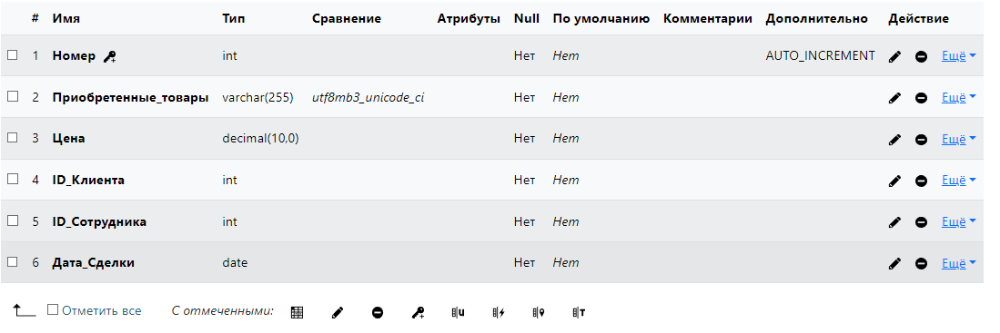 # Имя Тип Сравнение Атрибуты Null По умолчанию Комментарии Дополнительно Действие
1 Номер int Нет Нет AUTO_INCREMENT Ещё
2 Приобретенные_товары varchar(255) utf8mb3_unicode_ci Нет Нет Ещё
3 Цена decimal(10,0) Нет Нет Ещё
4 ID_Клиента int Нет Нет Ещё
5 ID_Сотрудника int Нет Нет Ещё
6 Дата_Сделки date Нет Нет Ещё
Отметить все С отмеченными: